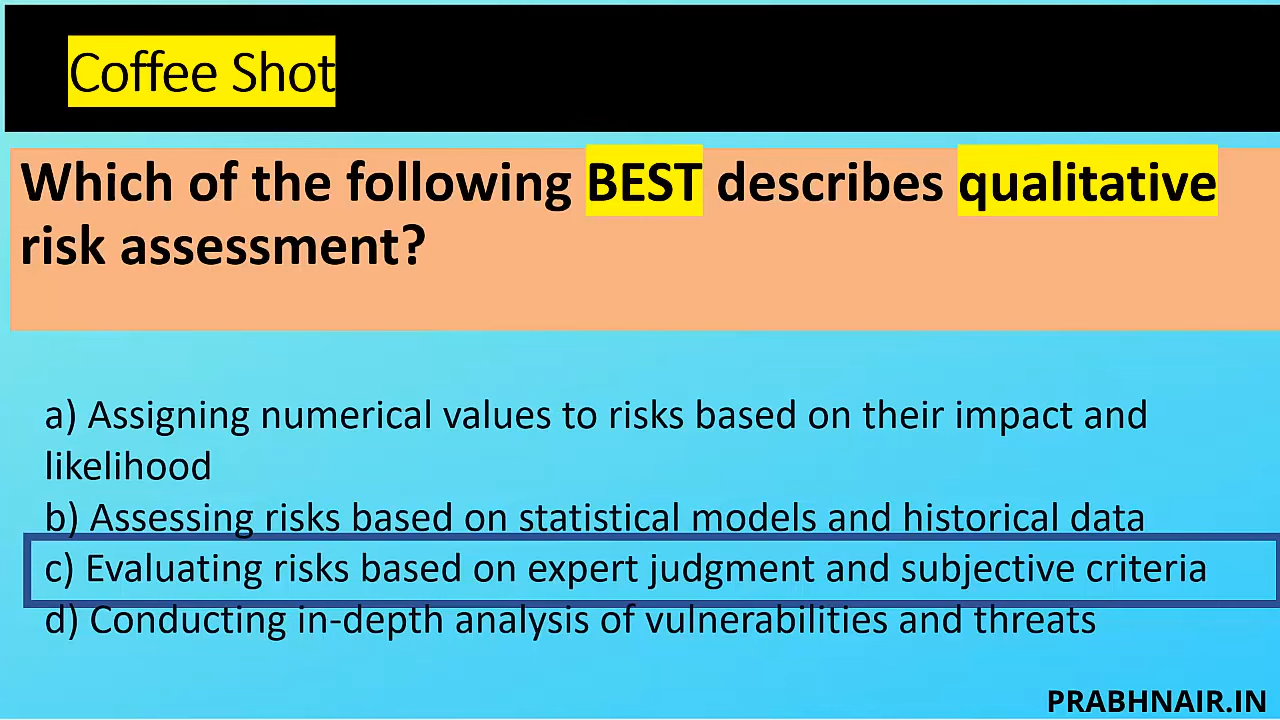 Coffee Shot
Which of the following BEST describes qualitative
risk assessment?
a) Assigning numerical values to risks based on their impact and
likelihood
b) Assessing risks based on statistical models and historical data
c) Evaluating risks based on expert judgment and subjective criteria
d) Conducting in-depth analysis of vulnerabilities and threats
PRABHNAIR.IN